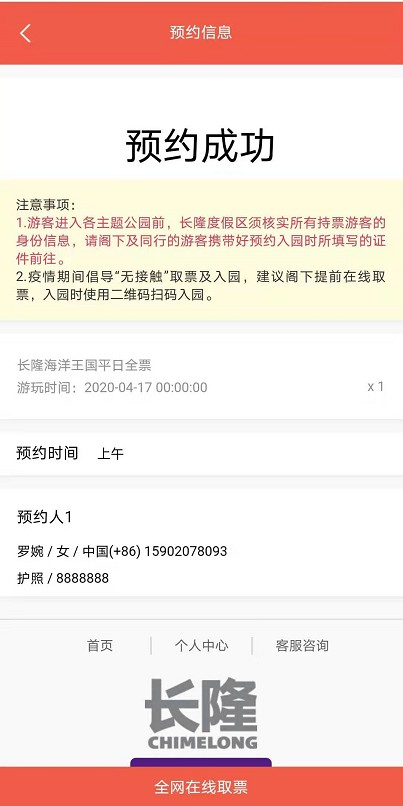 预约信息
预约成功
注意事项：
1.游客进入各主题公园前，长隆度假区须核实所有持票游客的
身份信息，请阁下及同行的游客携带好预约入园时所填写的证
件前往。
2.疫情期间倡导“无接触”取票及入园，建议阁下提前在线取
票，入园时使用二维码扫码入园。
长隆海洋王国平日全票
游玩时间：2020-04-17 00:00:00
x 1
预约时间 上午
预约人1
罗婉 / 女 / 中国(+86) 15902078093
护照 / 8888888
首页 个人中心 客服咨询
长隆
CHIMELONG
全网在线取票